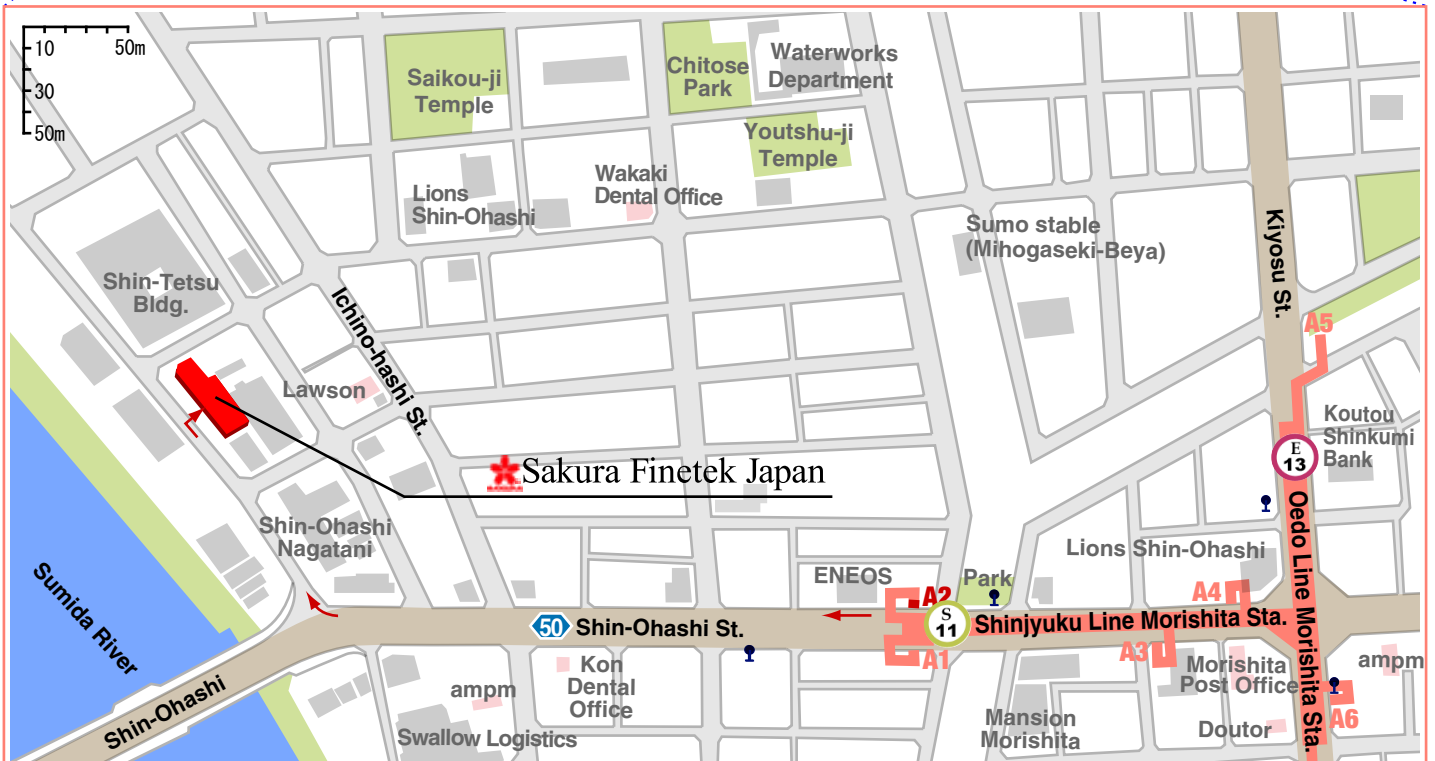 10
50m
30
50m
Saikou-ji
Temple
Chitose
Park
Waterworks
Department
Youtshu-ji
Temple
Wakaki
Dental Office
Lions
Shin-Ohashi
Sumo stable
(Mihogaseki-Beya)
Kiyosu St.
Shin-Tetsu
Bldg.
Ichino-hashi St.
A5
Lawson
Koutou
Shinkumi
Bank
E
13
Sakura Finetek Japan
Shin-Ohashi
Nagatani
Oedo Line Morishita Sta.
Lions Shin-Ohashi
ENEOS
Park
A2
A4
Sumida River
50
Shin-Ohashi St.
S
11
Shinjyuku Line Morishita Sta.
A1
A3
Kon
Dental
Office
Morishita
Post Office
ampm
ampm
Shin-Ohashi
Swallow Logistics
Mansion
Morishita
Doutor
A6